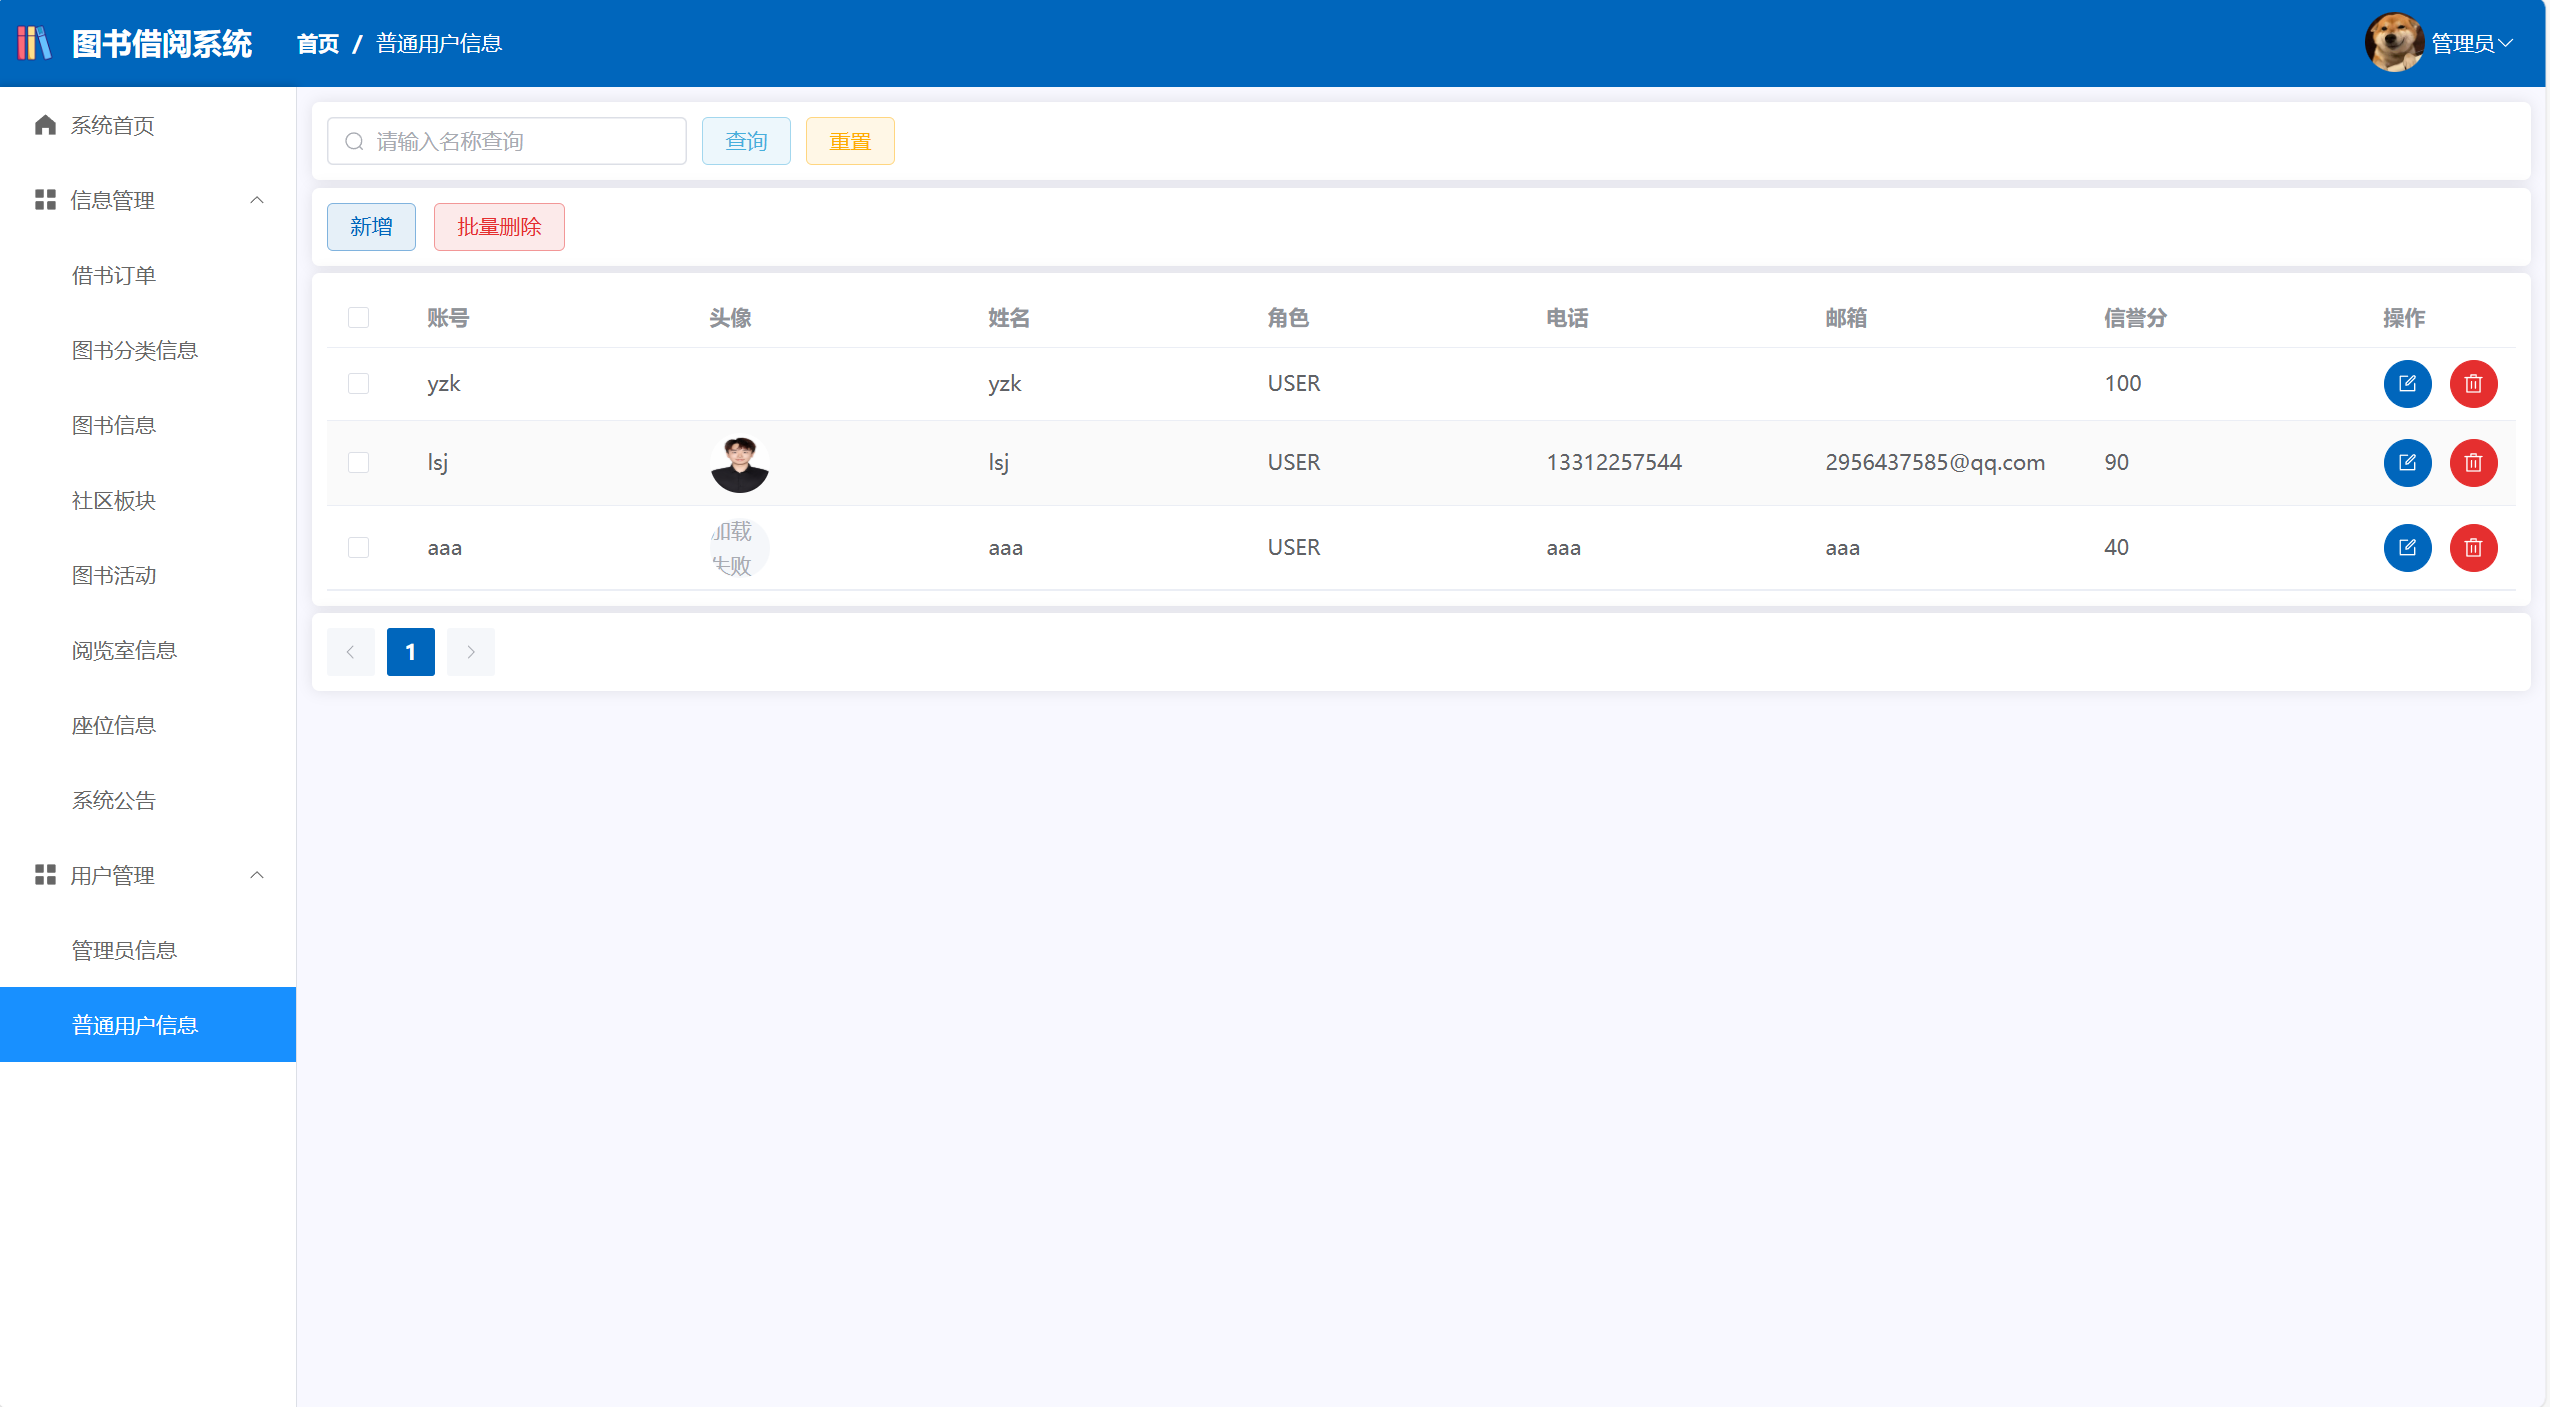 图书借阅系统 首页 / 普通用户信息 管理员
系统首页
信息管理
借书订单
图书分类信息
图书信息
社区板块
图书活动
阅览室信息
座位信息
系统公告
用户管理
管理员信息
普通用户信息
请输入名称查询 查询 重置
新增 批量删除
账号 头像 姓名 角色 电话 邮箱 信誉分 操作
yzk yzk USER 100
lsj lsj USER 13312257544 2956437585@qq.com 90
aaa 加载失败 aaa USER aaa aaa 40
1